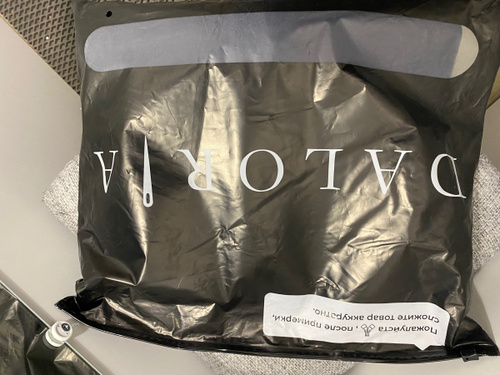 DALORIA
Пожалуйста , после примерки,
сложите товар аккуратно.